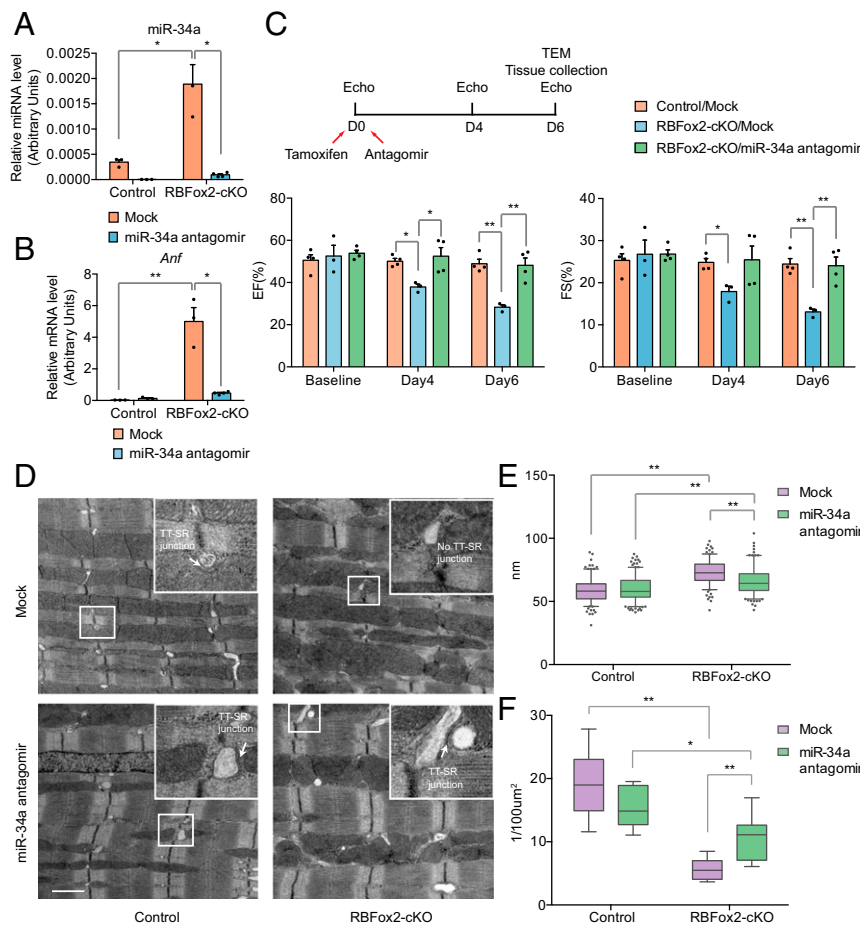 A
miR-34a
*
*
Relative miRNA level
(Arbitrary Units)
0.0025
0.0020
0.0015
0.0010
0.0005
0.0000
Control
RBFox2-cKO
Mock
miR-34a antagomir
B
Anf
**
*
Relative mRNA level
(Arbitrary Units)
8
6
4
2
0
Control
RBFox2-cKO
Mock
miR-34a antagomir
C
TEM
Tissue collection
Echo
Echo
Echo
D0
D4
D6
Tamoxifen
Antagomir
Control/Mock
RBFox2-cKO/Mock
RBFox2-cKO/miR-34a antagomir
EF(%)
80
60
40
20
0
*
*
**
**
Baseline
Day4
Day6
FS(%)
40
30
20
10
0
*
**
**
Baseline
Day4
Day6
D
Mock
TT-SR
junction
No TT-SR
junction
miR-34a antagomir
TT-SR
junction
TT-SR
junction
Control
RBFox2-cKO
E
nm
150
100
50
0
**
**
**
Mock
miR-34a
antagomir
Control
RBFox2-cKO
F
1/100um²
30
20
10
0
**
*
**
Mock
miR-34a
antagomir
Control
RBFox2-cKO